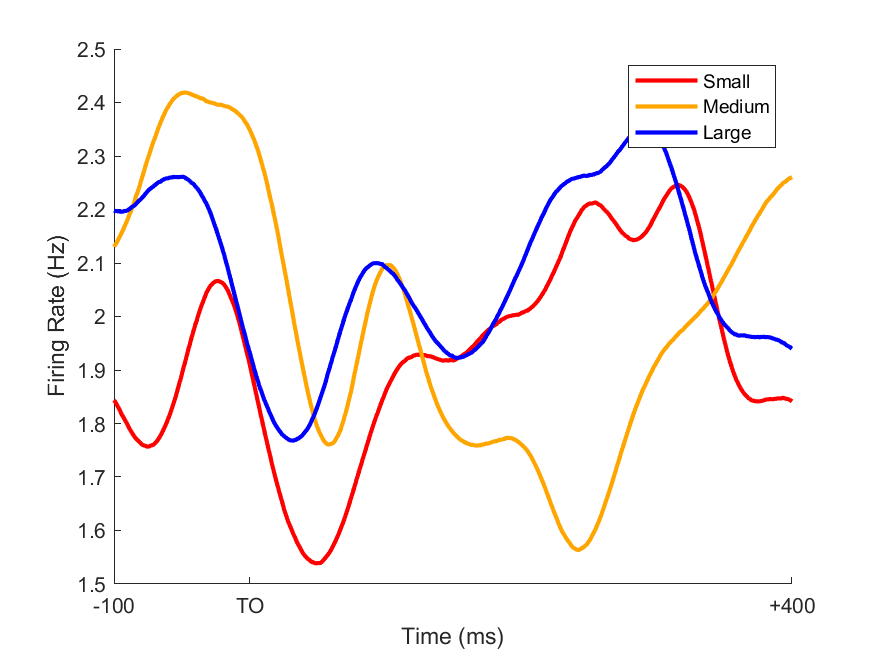 2.5
2.4
2.3
2.2
2.1
2
1.9
1.8
1.7
1.6
1.5
Firing Rate (Hz)
Small
Medium
Large
-100 TO +400
Time (ms)